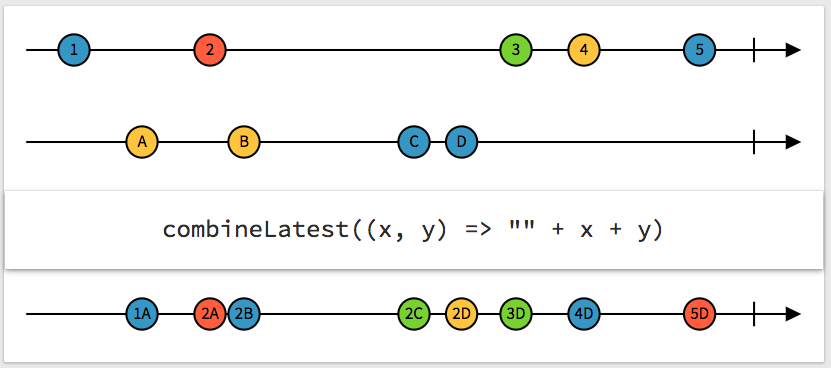 1 2 3 4 5
A B C D
combineLatest((x, y) => "" + x + y)
1A 2A 2B 2C 2D 3D 4D 5D